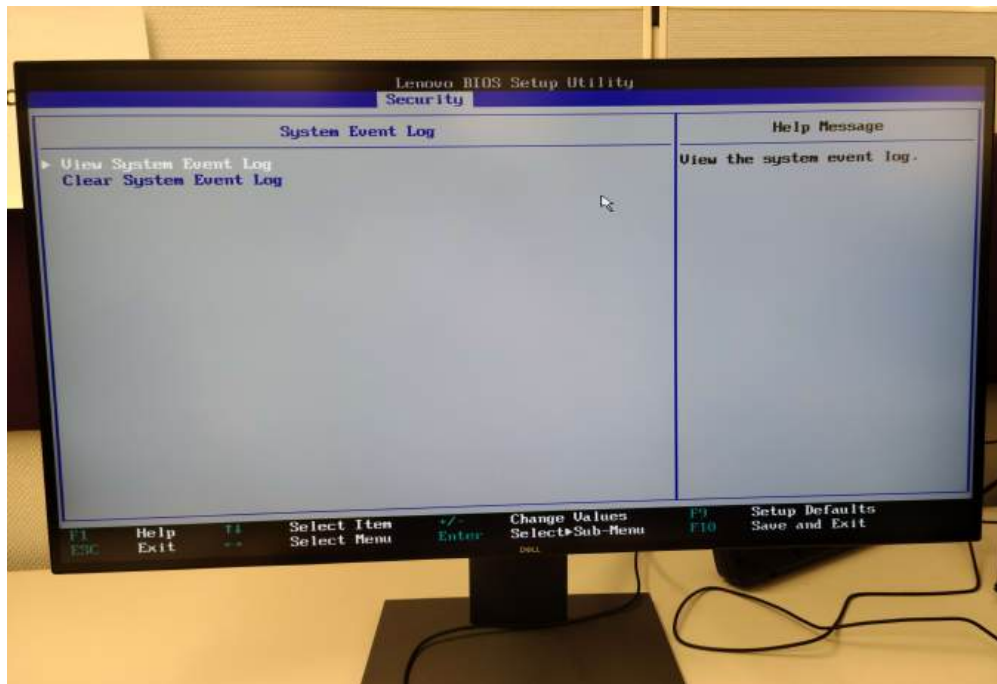 Lenovo BIOS Setup Utility
Security
System Event Log
Help Message
▶ View System Event Log
Clear System Event Log
View the system event log.
F1 Help ↑↓ Select Item +/- Change Values F9 Setup Defaults
ESC Exit ←→ Select Menu Enter Select▶Sub-Menu F10 Save and Exit
DELL